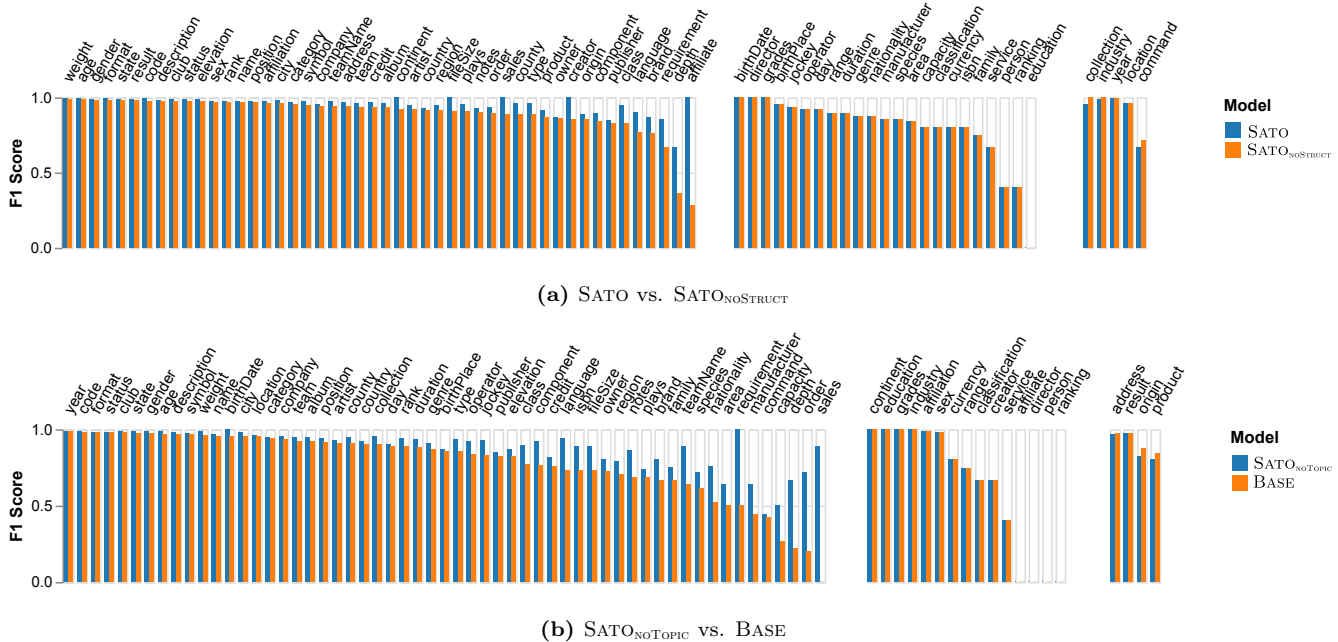 weight age gender format state result code description club status elevation sex rank name position affiliation city category symbol company teamName address team credit album continent artist country region fileSize plays notes order sales county type product owner creator origin component publisher class language brand requirement depth affiliate
birthDate director grades birthPlace jockey operator day range duration genre nationality manufacturer species area capacity classification currency isbn family service person ranking education
collection industry year location command
F1 Score
1.0
0.5
0.0
Model
SATO
SATOnoSTRUCT
(a) SATO vs. SATOnoSTRUCT
year code format status club state gender age description symbol weight name birthDate city location category company team album position artist county country collection day rank duration genre birthPlace type operator jockey publisher elevation class component credit language isbn fileSize owner region notes plays brand family teamName species nationality area requirement manufacturer command capacity depth order sales
continent education grades industry affiliation sex currency range classification creator service affiliate director person ranking
address result origin product
F1 Score
1.0
0.5
0.0
Model
SATOnoTOPIC
BASE
(b) SATOnoTOPIC vs. BASE